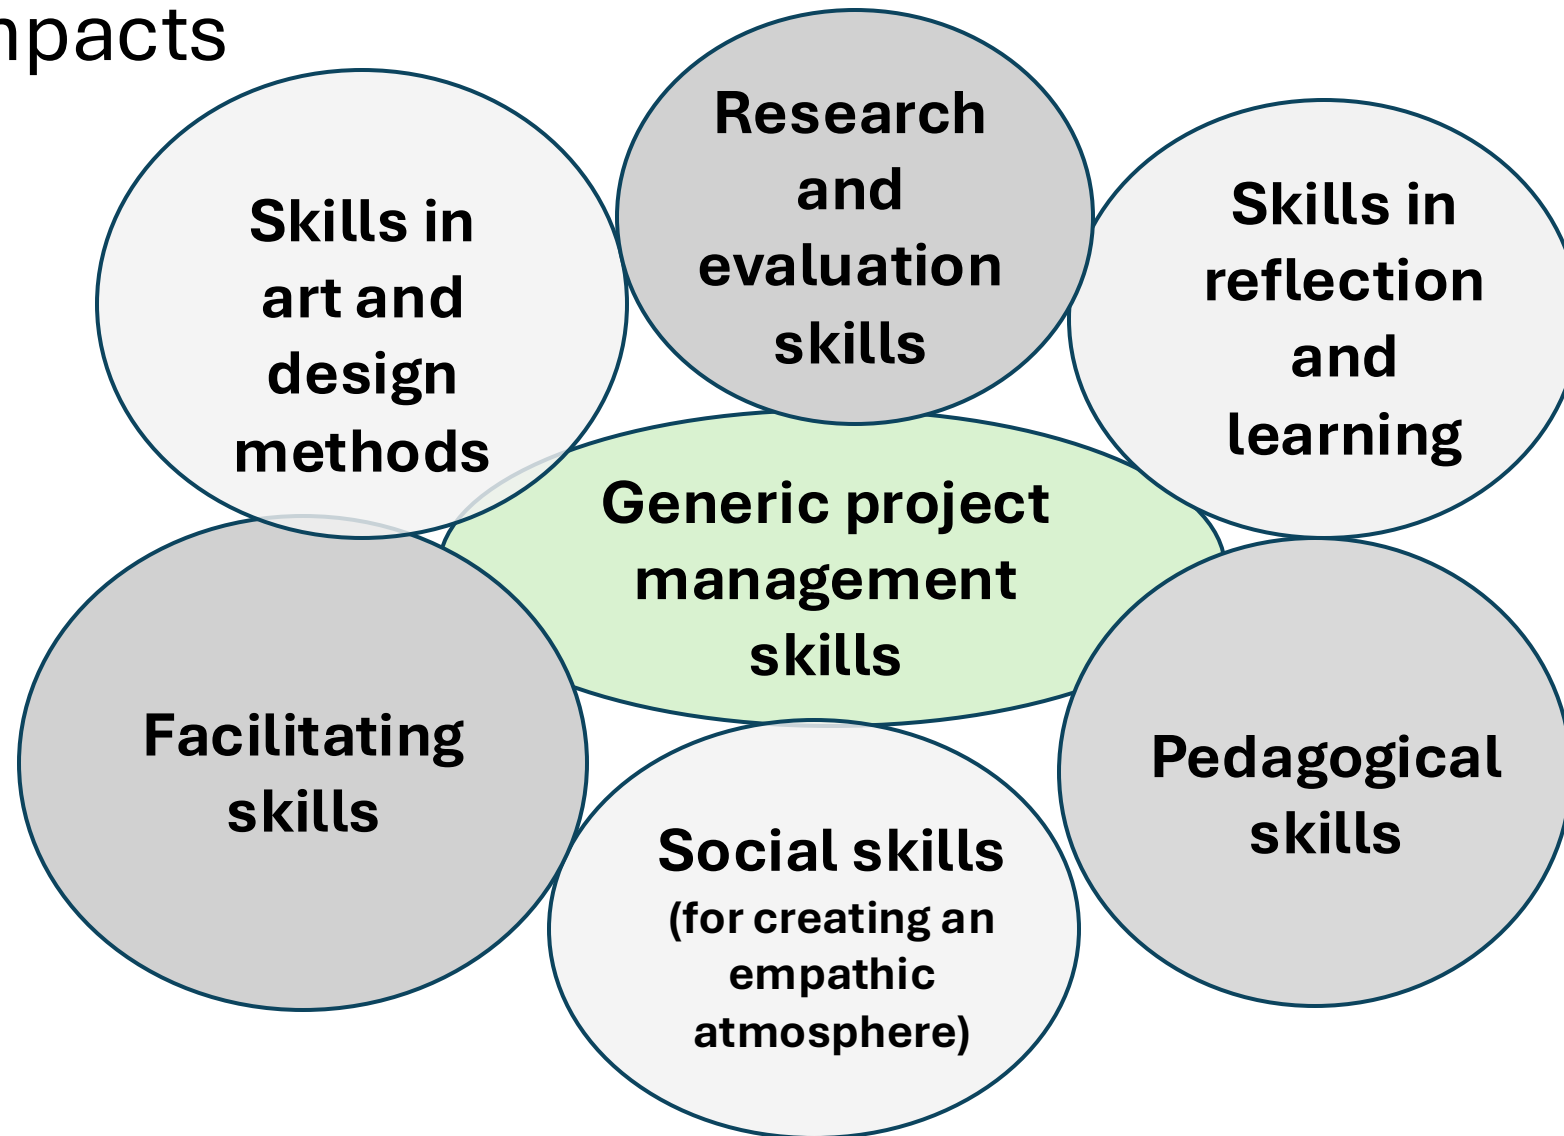 mpacts
Research
and
evaluation
skills
Skills in
art and
design
methods
Skills in
reflection
and
learning
Generic project
management
skills
Facilitating
skills
Social skills
(for creating an
empathic
atmosphere)
Pedagogical
skills